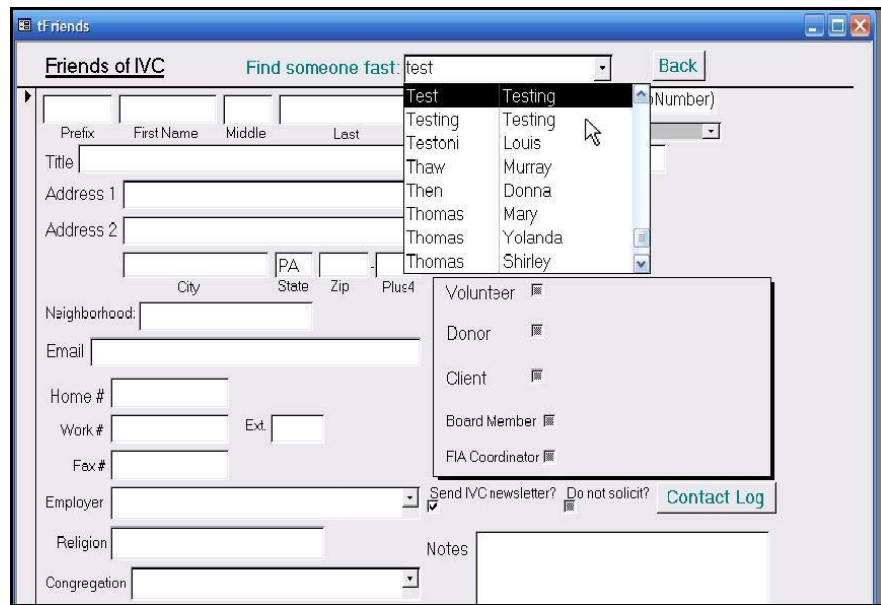 tFriends
Friends of IVC Find someone fast: test Back
Test Testing
Testing Testing
Testoni Louis
Thaw Murray
Then Donna
Thomas Mary
Thomas Yolanda
Thomas Shirley
Prefix First Name Middle Last
Title
Address 1
Address 2
PA -
City State Zip Plus4
Neighborhood:
Email
Home #
Work # Ext.
Fax #
Employer
Religion
Congregation
Volunteer
Donor
Client
Board Member
FIA Coordinator
Send IVC newsletter? Do not solicit? Contact Log
Notes